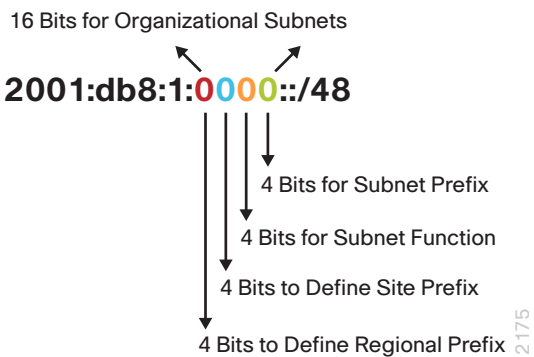 16 Bits for Organizational Subnets
2001:db8:1:0000::/48
4 Bits for Subnet Prefix
4 Bits for Subnet Function
4 Bits to Define Site Prefix
4 Bits to Define Regional Prefix
2175